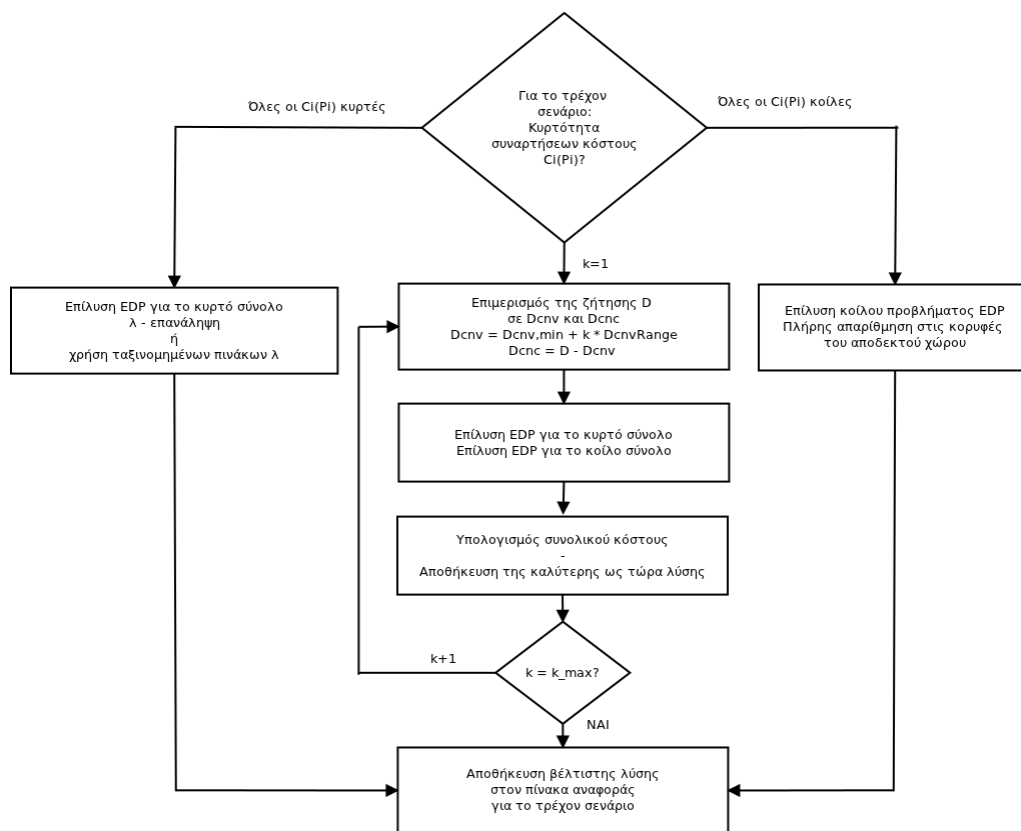 Για το τρέχον
σενάριο:
Κυρτότητα
συναρτήσεων κόστους
Ci(Pi)?
Όλες οι Ci(Pi) κυρτές
Όλες οι Ci(Pi) κοίλες
k=1
Επίλυση EDP για το κυρτό σύνολο
λ - επανάληψη
ή
χρήση ταξινομημένων πινάκων λ
Επιμερισμός της ζήτησης D
σε Dcnv και Dcnc
Dcnv = Dcnv,min + k * DcnvRange
Dcnc = D - Dcnv
Επίλυση κοίλου προβλήματος EDP
Πλήρης απαρίθμηση στις κορυφές
του αποδεκτού χώρου
Επίλυση EDP για το κυρτό σύνολο
Επίλυση EDP για το κοίλο σύνολο
Υπολογισμός συνολικού κόστους
-
Αποθήκευση της καλύτερης ως τώρα λύσης
k+1
k = k_max?
ΝΑΙ
Αποθήκευση βέλτιστης λύσης
στον πίνακα αναφοράς
για το τρέχον σενάριο